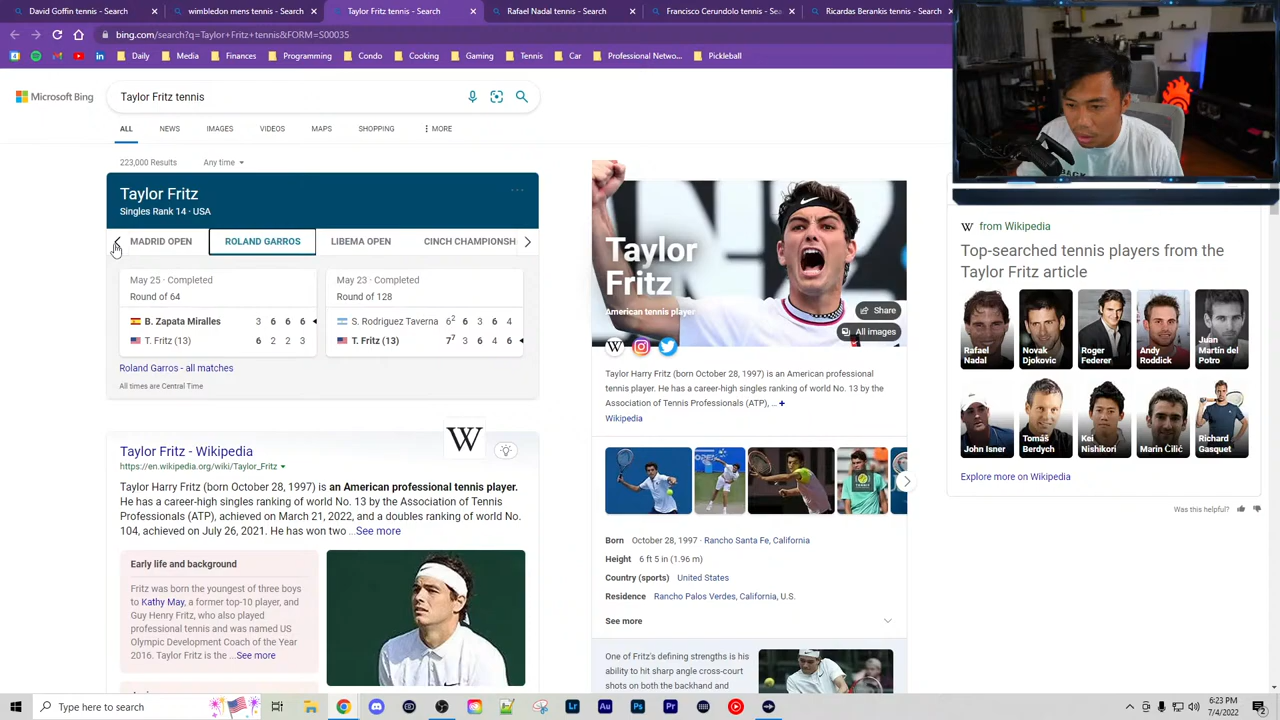 David Goffin tennis - Sea
wimbledon mens tennis - Sea
Taylor Fritz tennis - Search
Rafael Nadal tennis - Search
Francisco Cerundolo tennis - Se
Ricardas Berankis tennis - Searc
bing.com/search?q=Taylor+Fritz+tennis&FORM=S00035
Daily
Media
Programming
Condo
Cooking
Gaming
Tennis
Car
Professional Netwo...
Pickleball
Microsoft Bing
Taylor Fritz tennis
ALL
NEWS
IMAGES
VIDEOS
MAPS
SHOPPING
MORE
223,000 Results
Any time
Taylor Fritz
Singles Rank 14 · USA
MADRID OPEN
ROLAND GARROS
LIBEMA OPEN
CINCH CHAMPIONSH
May 25 · Completed
Round of 64
B. Zapata Miralles 3 6 6 6
T. Fritz (13) 6 2 2 3
May 23 · Completed
Round of 128
S. Rodriguez Taverna 6² 6 3 6 4
T. Fritz (13) 7⁷ 4 6 4 6
Roland Garros - all matches
All times are Central Time
Taylor Fritz - Wikipedia
https://en.wikipedia.org/wiki/Taylor_Fritz
Taylor Harry Fritz (born October 28, 1997) is an American professional tennis player.
He has a career-high singles ranking of world No. 13 by the Association of Tennis
Professionals (ATP), achieved on March 21, 2022, and a doubles ranking of world No.
104, achieved on July 26, 2021. He has won two ...See more
W
Early life and background
Fritz was born the youngest of three boys
to Kathy May, a former top-10 player, and
Guy Henry Fritz, who also played
professional tennis and was named US
Olympic Development Coach of the Year
2016. Taylor Fritz is the ...See more
Taylor
Fritz
American tennis player
Share
All images
W
Taylor Harry Fritz (born October 28, 1997) is an American professional tennis
player. He has a career-high singles ranking of world No. 13 by the
Association of Tennis Professionals (ATP), ... +
Wikipedia
Born October 28, 1997 · Rancho Santa Fe, California
Height 6 ft 5 in (1.96 m)
Country (sports) United States
Residence Rancho Palos Verdes, California, U.S.
See more
One of Fritz's defining strengths is his
ability to hit sharp angle cross-court
shots on both the backhand and
W from Wikipedia
Top-searched tennis players from the
Taylor Fritz article
Rafael
Nadal
Novak
Djokovic
Roger
Federer
Andy
Roddick
Juan
Martín del
Potro
John Isner
Tomáš
Berdych
Kei
Nishikori
Marin Čilić
Richard
Gasquet
Explore more on Wikipedia
Was this helpful?
Type here to search
Lr
Au
Ps
Pr
6:23 PM
7/4/2022
2